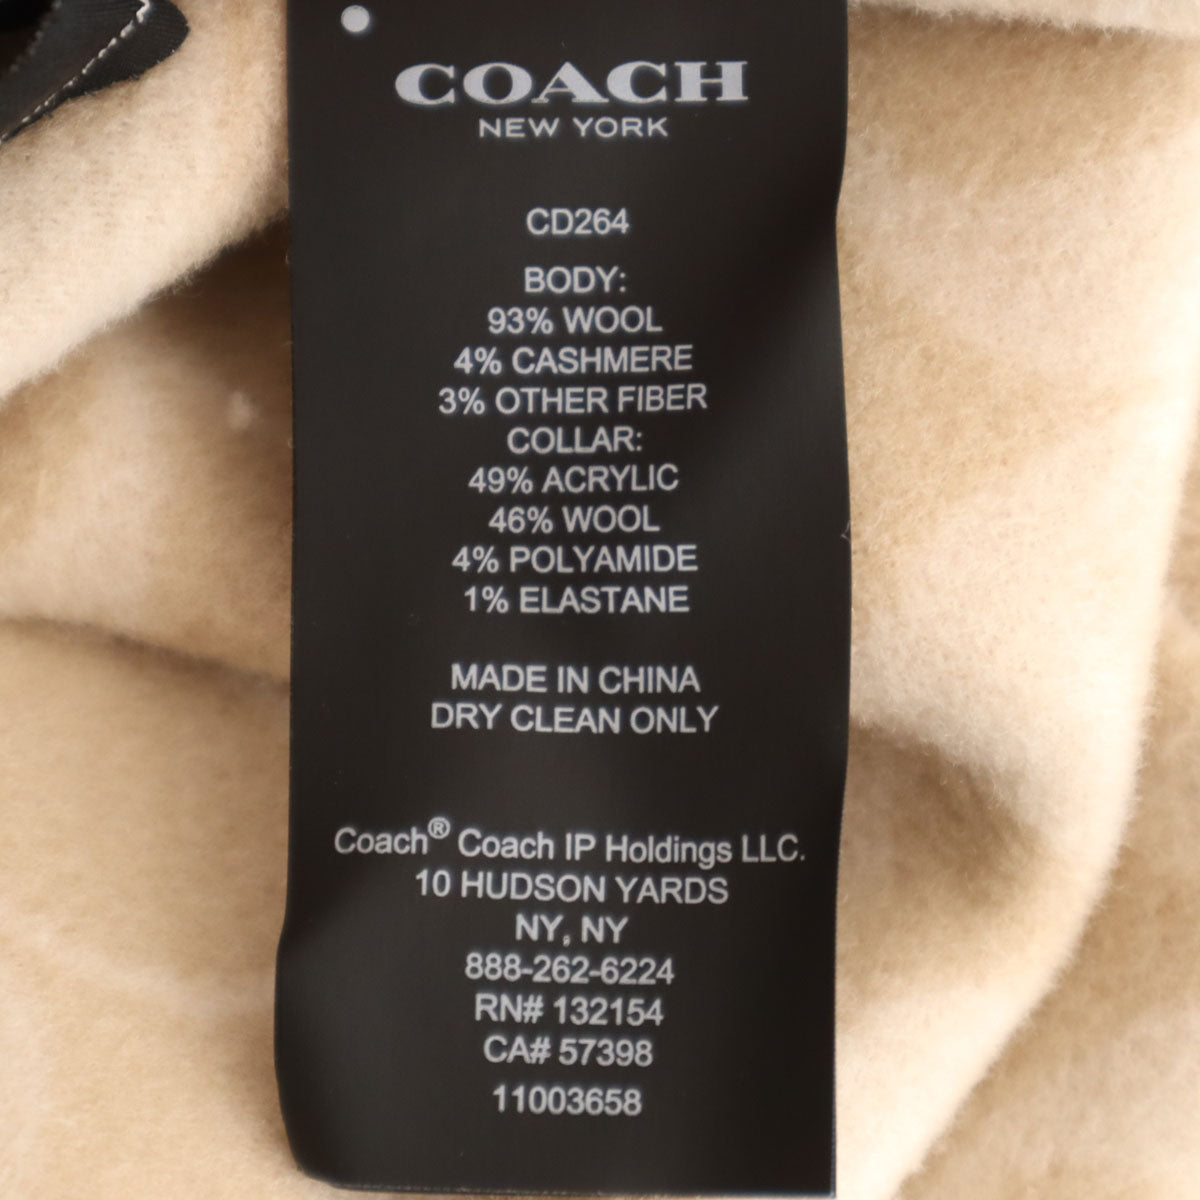 COACH
NEW YORK
CD264
BODY:
93% WOOL
4% CASHMERE
3% OTHER FIBER
COLLAR:
49% ACRYLIC
46% WOOL
4% POLYAMIDE
1% ELASTANE
MADE IN CHINA
DRY CLEAN ONLY
Coach® Coach IP Holdings LLC.
10 HUDSON YARDS
NY, NY
888-262-6224
RN# 132154
CA# 57398
11003658